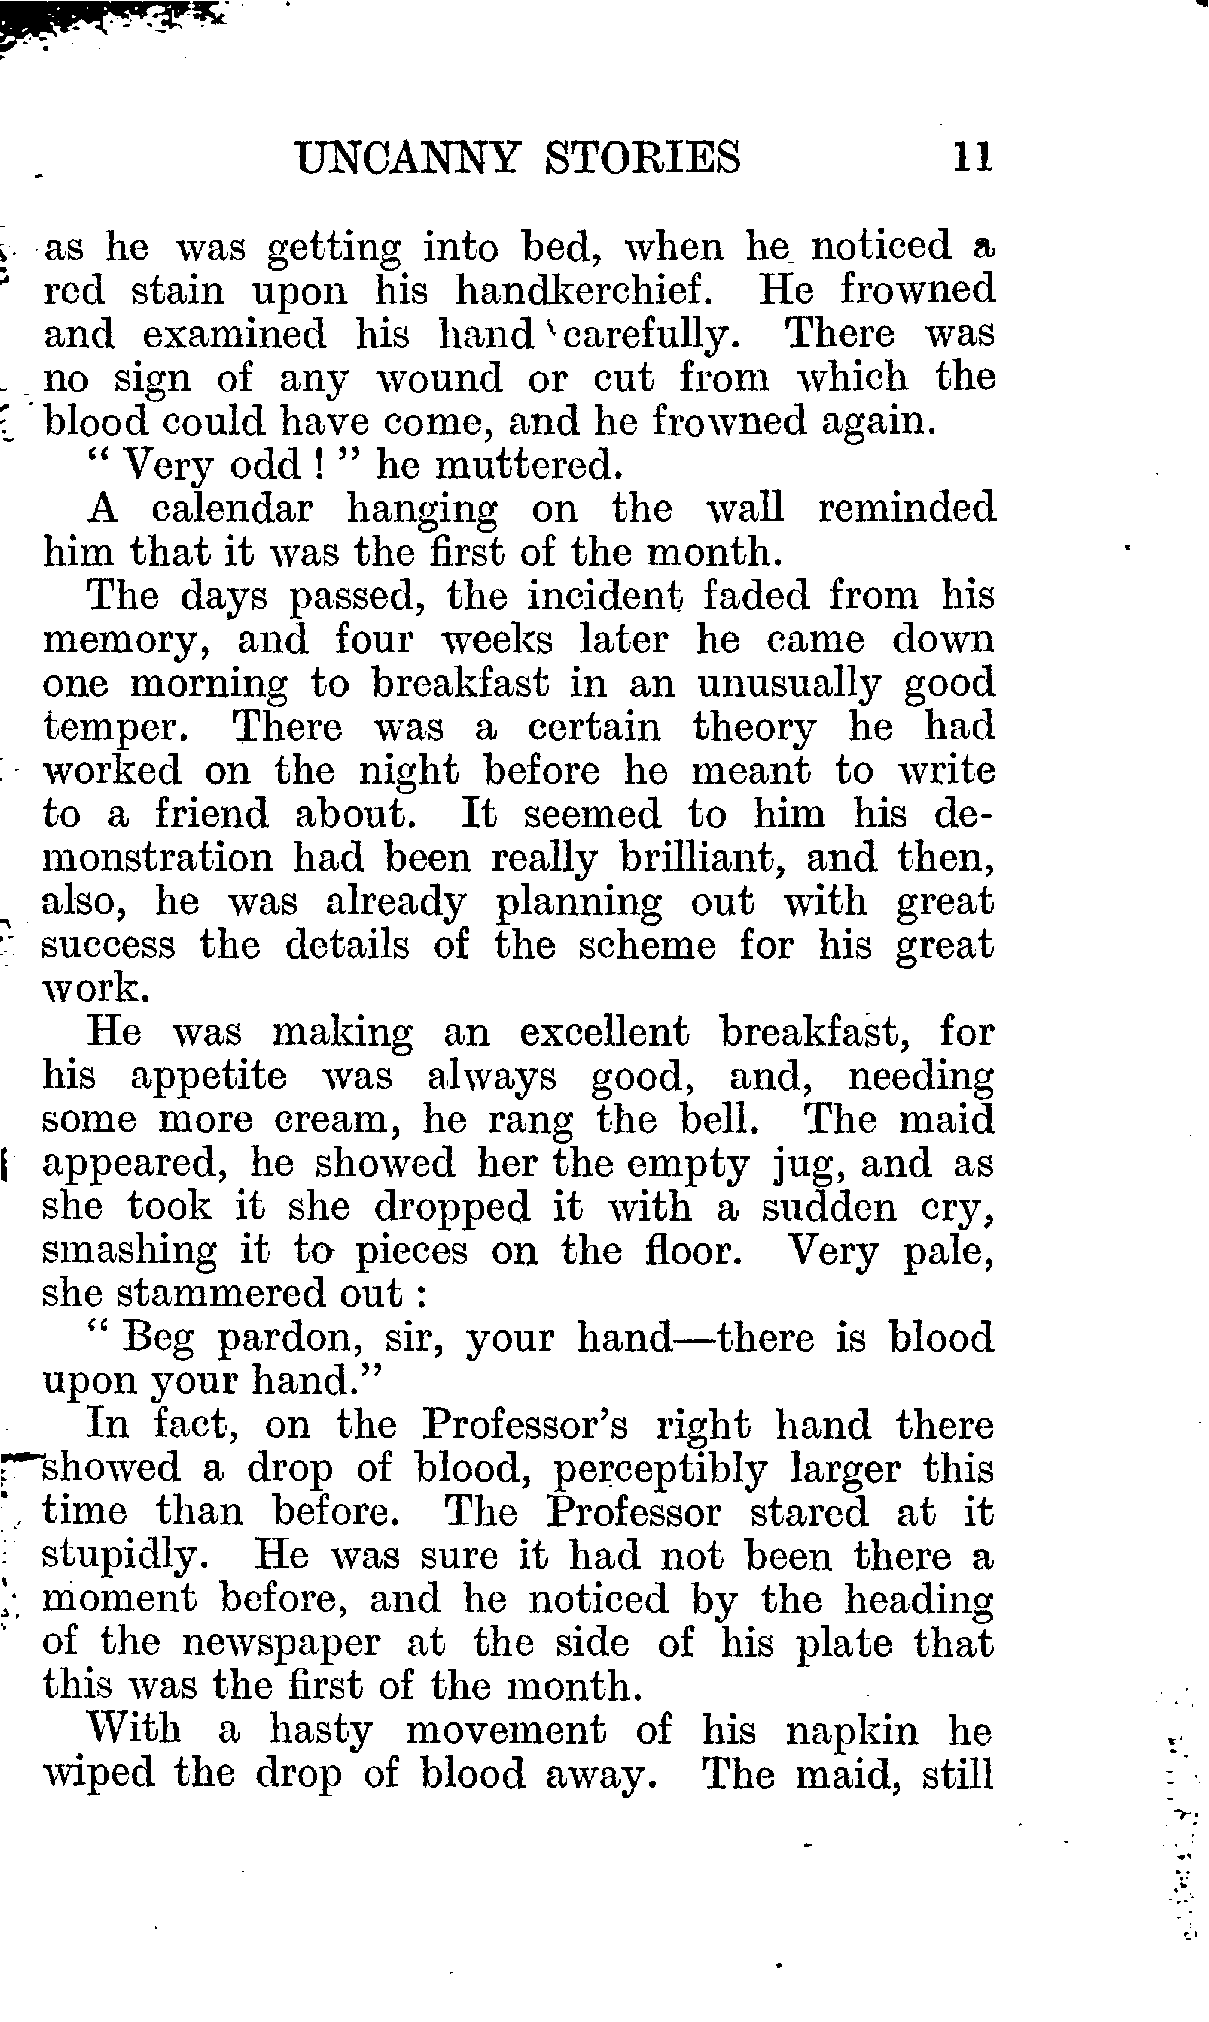 UNCANNY STORIES 11
as he was getting into bed, when he noticed a
red stain upon his handkerchief. He frowned
and examined his hand carefully. There was
no sign of any wound or cut from which the
blood could have come, and he frowned again.
“ Very odd ! ” he muttered.
A calendar hanging on the wall reminded
him that it was the first of the month.
The days passed, the incident faded from his
memory, and four weeks later he came down
one morning to breakfast in an unusually good
temper. There was a certain theory he had
worked on the night before he meant to write
to a friend about. It seemed to him his de-
monstration had been really brilliant, and then,
also, he was already planning out with great
success the details of the scheme for his great
work.
He was making an excellent breakfast, for
his appetite was always good, and, needing
some more cream, he rang the bell. The maid
appeared, he showed her the empty jug, and as
she took it she dropped it with a sudden cry,
smashing it to pieces on the floor. Very pale,
she stammered out :
“ Beg pardon, sir, your hand—there is blood
upon your hand.”
In fact, on the Professor’s right hand there
showed a drop of blood, perceptibly larger this
time than before. The Professor stared at it
stupidly. He was sure it had not been there a
moment before, and he noticed by the heading
of the newspaper at the side of his plate that
this was the first of the month.
With a hasty movement of his napkin he
wiped the drop of blood away. The maid, still